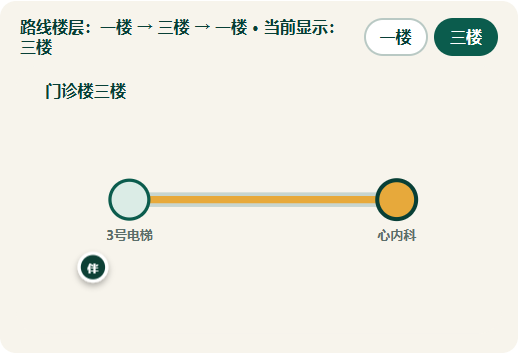 路线楼层：一楼 → 三楼 → 一楼 • 当前显示：
三楼
一楼
三楼
门诊楼三楼
3号电梯
心内科
伴